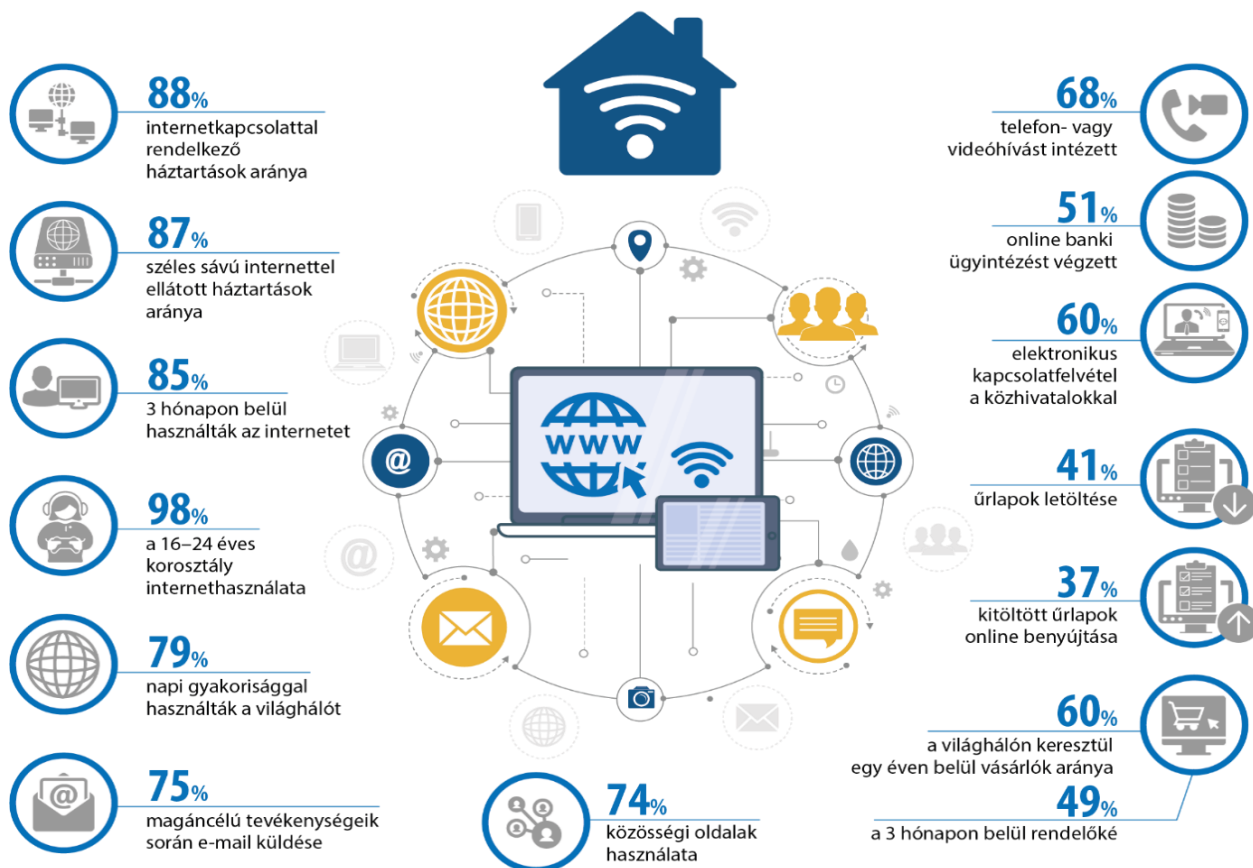 88%
internetkapcsolattal
rendelkező
háztartások aránya
87%
széles sávú internettel
ellátott háztartások
aránya
85%
3 hónapon belül
használták az internetet
98%
a 16–24 éves
korosztály
internethasználata
79%
napi gyakorisággal
használták a világhálót
75%
magáncélú tevékenységeik
során e-mail küldése
@
WWW
@
@
74%
közösségi oldalak
használata
68%
telefon- vagy
videóhívást intézett
51%
online banki
ügyintézést végzett
60%
elektronikus
kapcsolatfelvétel
a közhivatalokkal
41%
űrlapok letöltése
37%
kitöltött űrlapok
online benyújtása
60%
a világhálón keresztül
egy éven belül vásárlók aránya
49%
a 3 hónapon belül rendelőké